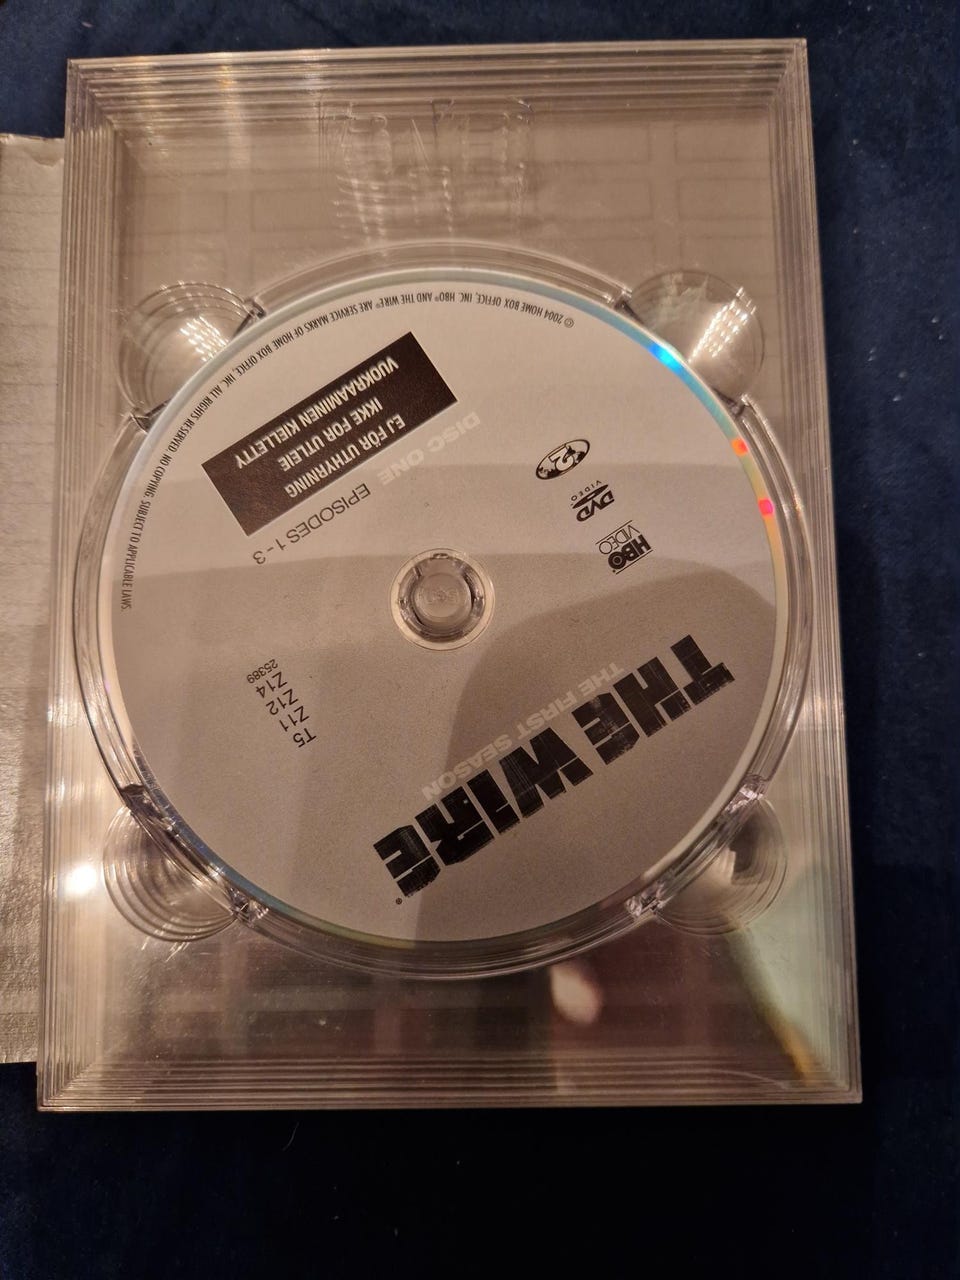 THE WIRE®
THE FIRST SEASON
HBO®
VIDEO
DVD
VIDEO
2
T5
Z11
Z12
Z14
25389
EPISODES 1-3
DISC ONE
EJ FÖR UTHYRNING
IKKE FOR UTLEIE
VUOKRAAMINEN KIELLETTY
© 2004 HOME BOX OFFICE, INC. HBO® AND THE WIRE® ARE SERVICE MARKS OF HOME BOX OFFICE, INC. ALL RIGHTS RESERVED. NO COPYING. SUBJECT TO APPLICABLE LAWS.